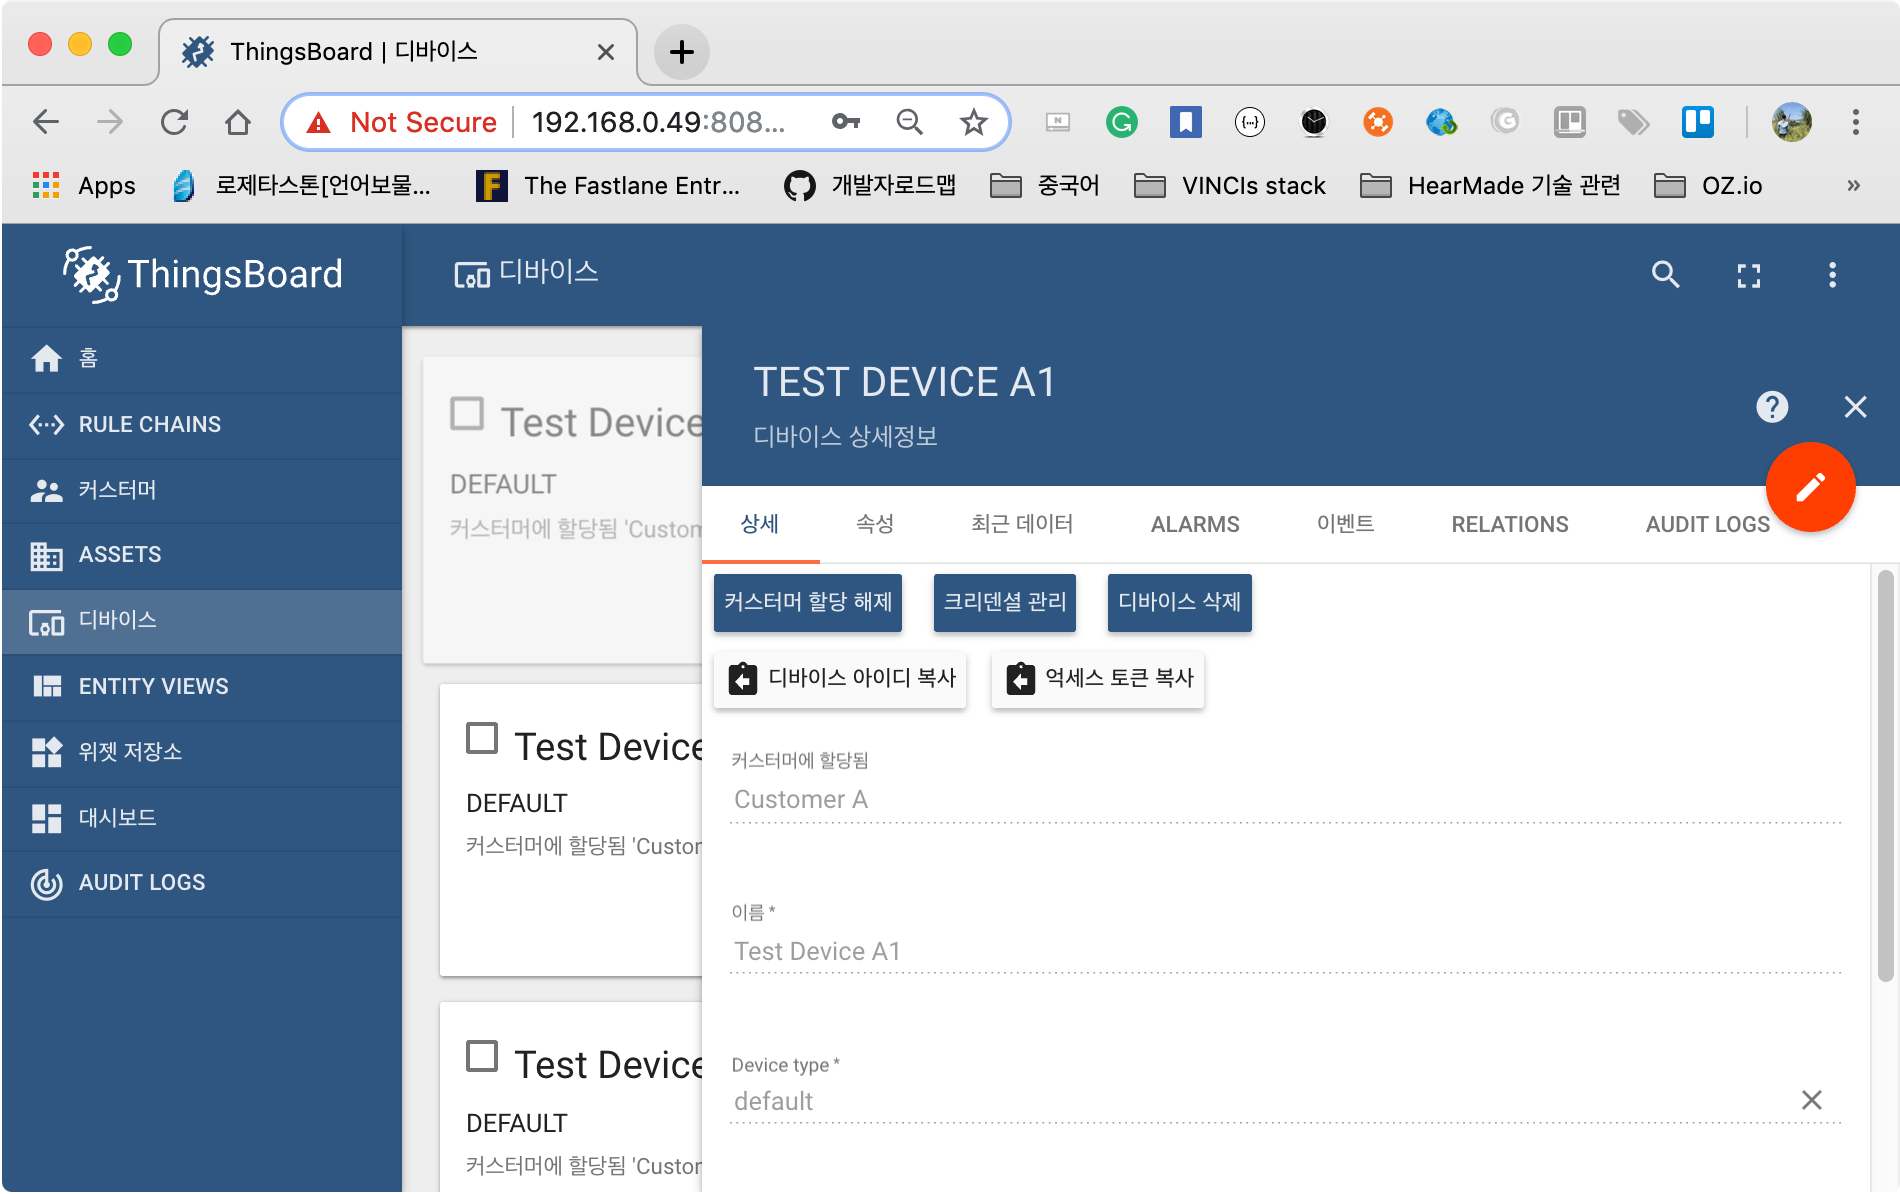 ThingsBoard | 디바이스
Not Secure 192.168.0.49:808...
Apps 로제타스톤[언어보물... The Fastlane Entr... 개발자로드맵 중국어 VINCIs stack HearMade 기술 관련 OZ.io »
ThingsBoard
디바이스
홈
RULE CHAINS
커스터머
ASSETS
디바이스
ENTITY VIEWS
위젯 저장소
대시보드
AUDIT LOGS
Test Device
DEFAULT
커스터머에 할당됨 'Custom
Test Device
DEFAULT
커스터머에 할당됨 'Custor
Test Device
DEFAULT
커스터머에 할당됨 'Custor
TEST DEVICE A1
디바이스 상세정보
상세 속성 최근 데이터 ALARMS 이벤트 RELATIONS AUDIT LOGS
커스터머 할당 해제 크리덴셜 관리 디바이스 삭제
디바이스 아이디 복사 억세스 토큰 복사
커스터머에 할당됨
Customer A
이름 *
Test Device A1
Device type *
default